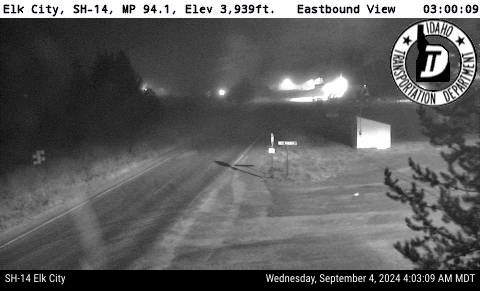 Elk City, SH-14, MP 94.1, Elev 3,939ft. Eastbound View 03:00:09
IDAHO
TRANSPORTATION DEPARTMENT
SH-14 Elk City Wednesday, September 4, 2024 4:03:09 AM MDT